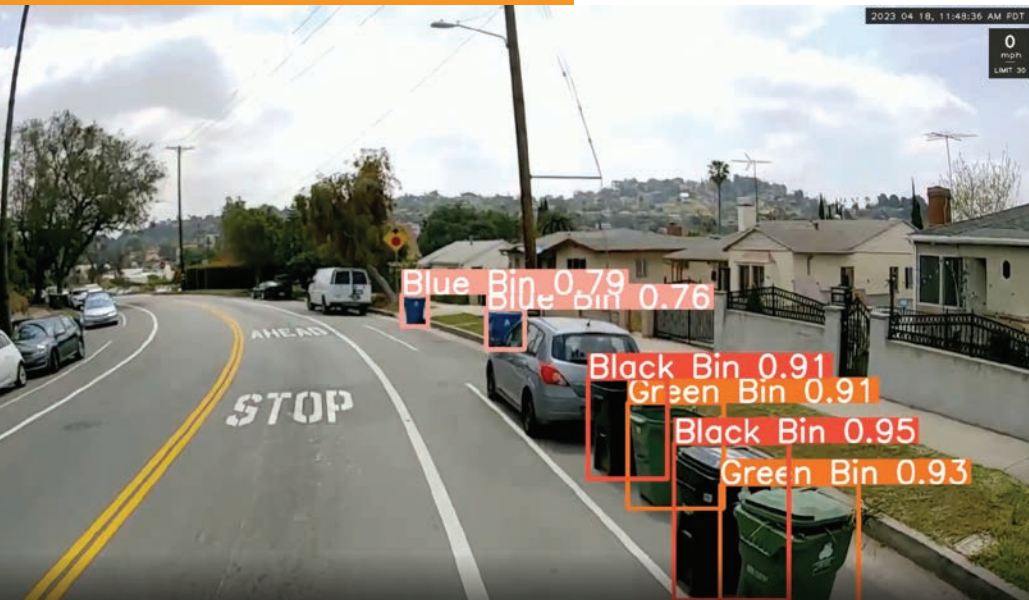 2023 04 18, 11:48:36 AM PDT
0
mph
LIMIT 30
Blue Bin 0.79
Blue Bin 0.76
AHEAD
Black Bin 0.91
Green Bin 0.91
STOP
Black Bin 0.95
Green Bin 0.93